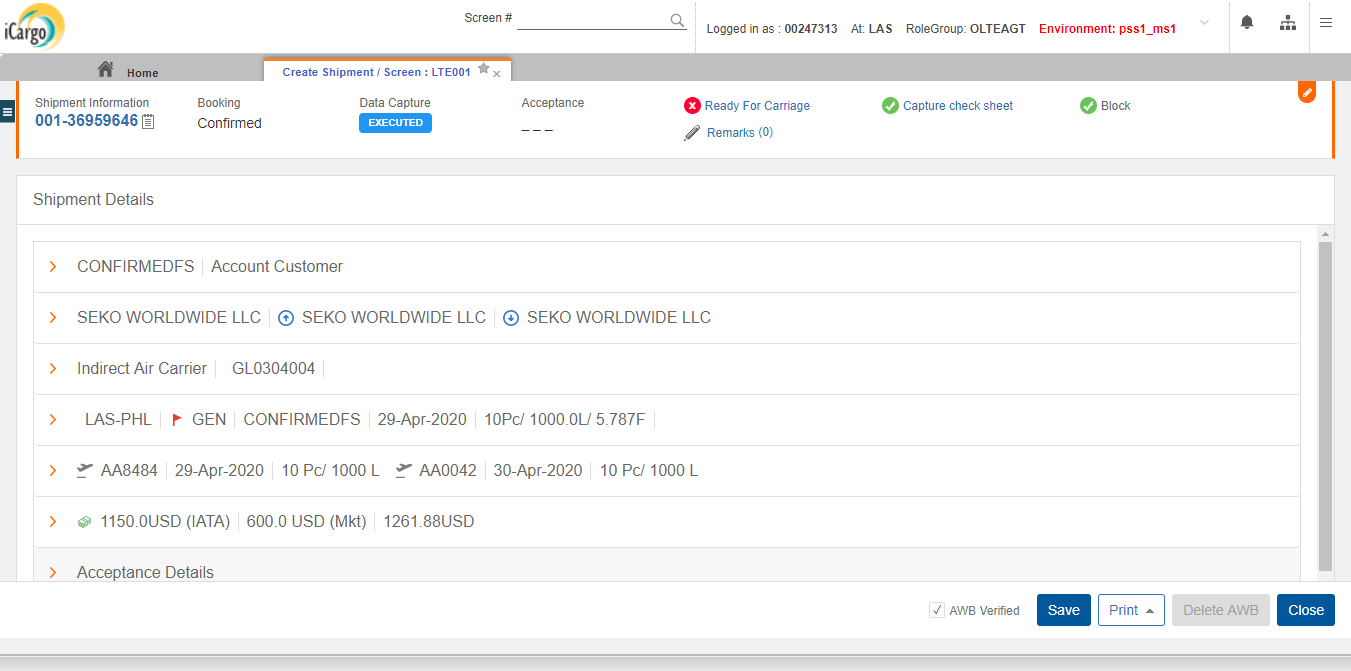 iCargo
Screen #
Logged in as : 00247313 At: LAS RoleGroup: OLTEAGT Environment: pss1_ms1
Home
Create Shipment / Screen : LTE001
Shipment Information
001-36959646
Booking
Confirmed
Data Capture
EXECUTED
Acceptance
_ _ _
Ready For Carriage
Remarks (0)
Capture check sheet
Block
Shipment Details
CONFIRMEDFS Account Customer
SEKO WORLDWIDE LLC SEKO WORLDWIDE LLC SEKO WORLDWIDE LLC
Indirect Air Carrier GL0304004
LAS-PHL GEN CONFIRMEDFS 29-Apr-2020 10Pc/ 1000.0L/ 5.787F
AA8484 29-Apr-2020 10 Pc/ 1000 L AA0042 30-Apr-2020 10 Pc/ 1000 L
1150.0USD (IATA) 600.0 USD (Mkt) 1261.88USD
Acceptance Details
AWB Verified Save Print Delete AWB Close